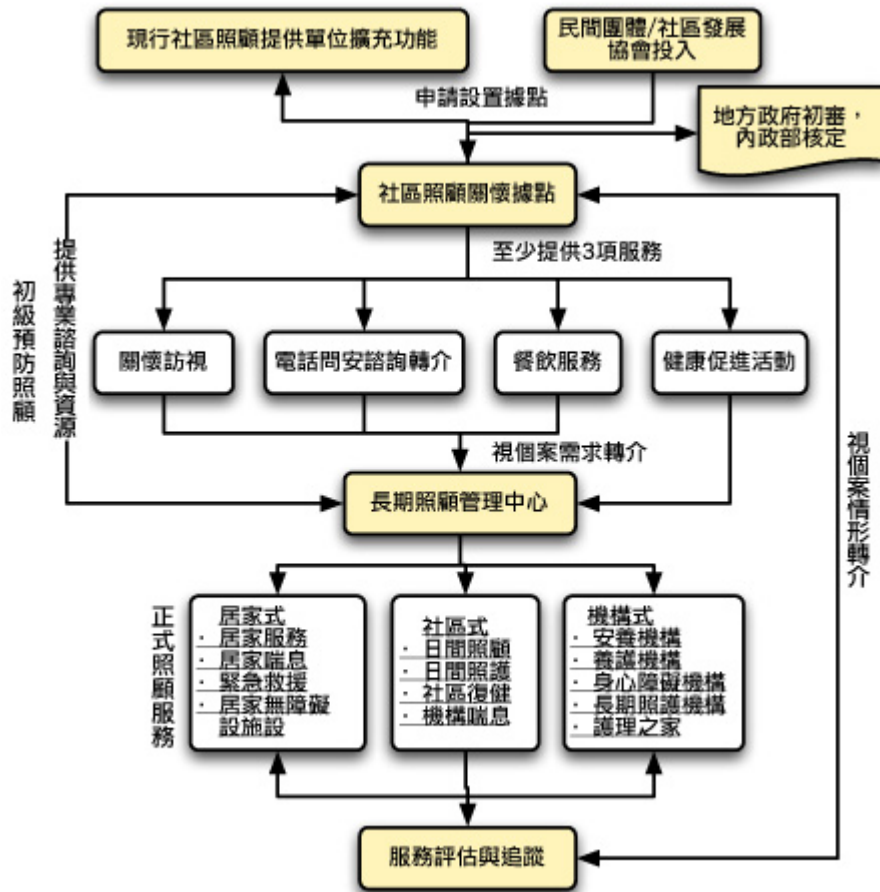 現行社區照顧提供單位擴充功能
民間團體/社區發展
協會投入
申請設置據點
地方政府初審，
內政部核定
社區照顧關懷據點
至少提供3項服務
初級預防照顧
提供專業諮詢與資源
關懷訪視
電話問安諮詢轉介
餐飲服務
健康促進活動
視個案需求轉介
長期照顧管理中心
視個案情形轉介
正式照顧服務
居家式
· 居家服務
· 居家喘息
· 緊急救援
· 居家無障礙
設施設
社區式
· 日間照顧
· 日間照護
· 社區復健
· 機構喘息
機構式
· 安養機構
· 養護機構
· 身心障礙機構
· 長期照護機構
· 護理之家
服務評估與追蹤